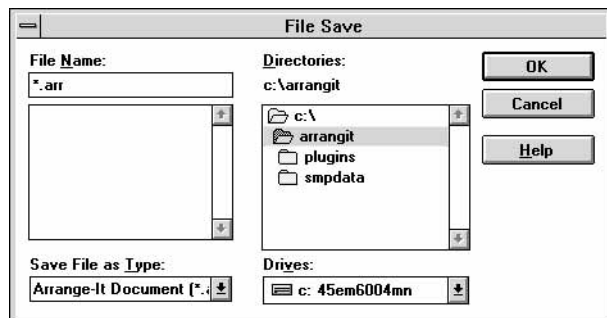 File Save
File Name:
*.arr
Directories:
c:\arrangit
c:\
arrangit
plugins
smpdata
OK
Cancel
Help
Save File as Type:
Arrange-It Document (*.a
Drives:
c: 45em6004mn